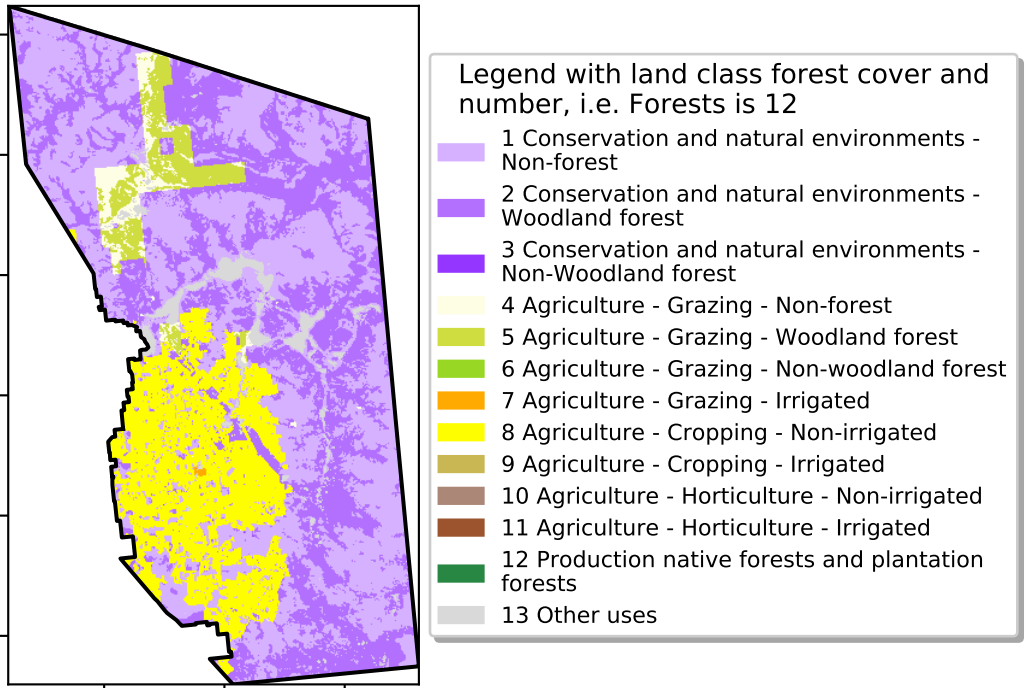 Legend with land class forest cover and
number, i.e. Forests is 12
1 Conservation and natural environments -
Non-forest
2 Conservation and natural environments -
Woodland forest
3 Conservation and natural environments -
Non-Woodland forest
4 Agriculture - Grazing - Non-forest
5 Agriculture - Grazing - Woodland forest
6 Agriculture - Grazing - Non-woodland forest
7 Agriculture - Grazing - Irrigated
8 Agriculture - Cropping - Non-irrigated
9 Agriculture - Cropping - Irrigated
10 Agriculture - Horticulture - Non-irrigated
11 Agriculture - Horticulture - Irrigated
12 Production native forests and plantation
forests
13 Other uses